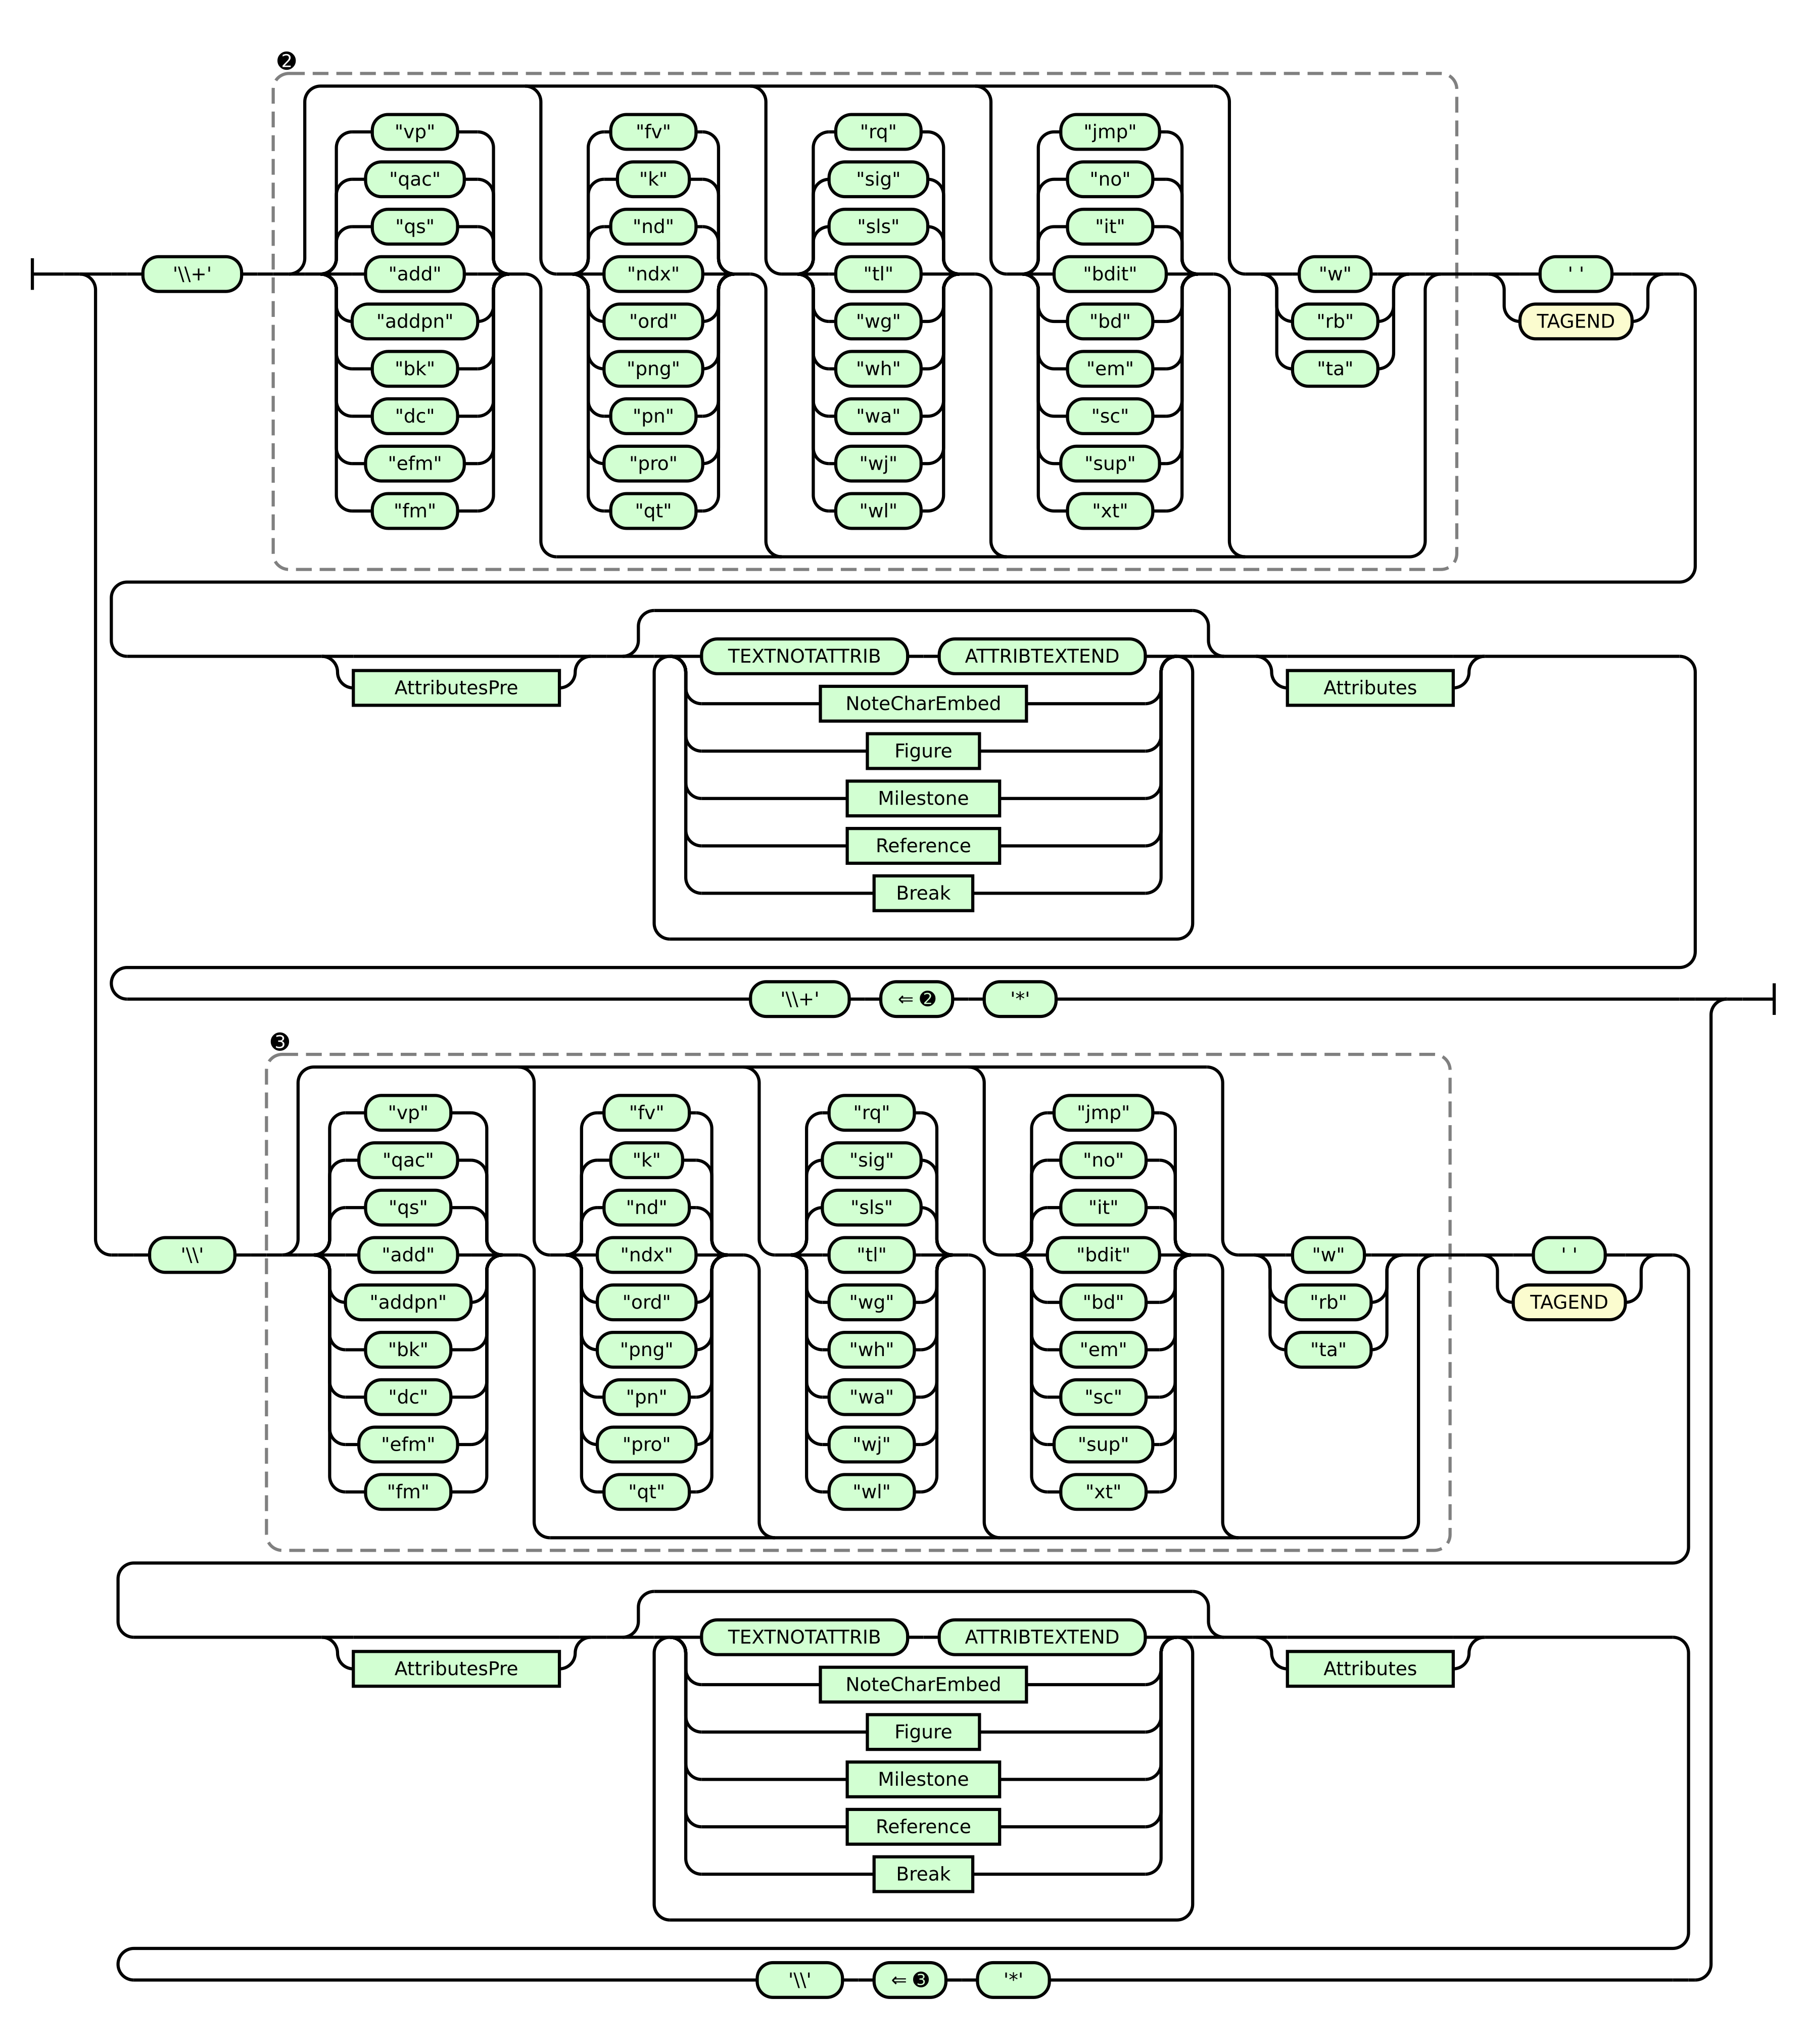 ❷
"vp" "fv" "rq" "jmp"
"qac" "k" "sig" "no"
"qs" "nd" "sls" "it"
'\\+' "add" "ndx" "tl" "bdit" "w" ' '
"addpn" "ord" "wg" "bd" "rb" TAGEND
"bk" "png" "wh" "em" "ta"
"dc" "pn" "wa" "sc"
"efm" "pro" "wj" "sup"
"fm" "qt" "wl" "xt"
TEXTNOTATTRIB ATTRIBTEXTEND
AttributesPre Attributes
NoteCharEmbed
Figure
Milestone
Reference
Break
'\\+' ⇐ ❷ '*'
❸
"vp" "fv" "rq" "jmp"
"qac" "k" "sig" "no"
"qs" "nd" "sls" "it"
'\\' "add" "ndx" "tl" "bdit" "w" ' '
"addpn" "ord" "wg" "bd" "rb" TAGEND
"bk" "png" "wh" "em" "ta"
"dc" "pn" "wa" "sc"
"efm" "pro" "wj" "sup"
"fm" "qt" "wl" "xt"
TEXTNOTATTRIB ATTRIBTEXTEND
AttributesPre Attributes
NoteCharEmbed
Figure
Milestone
Reference
Break
'\\' ⇐ ❸ '*'